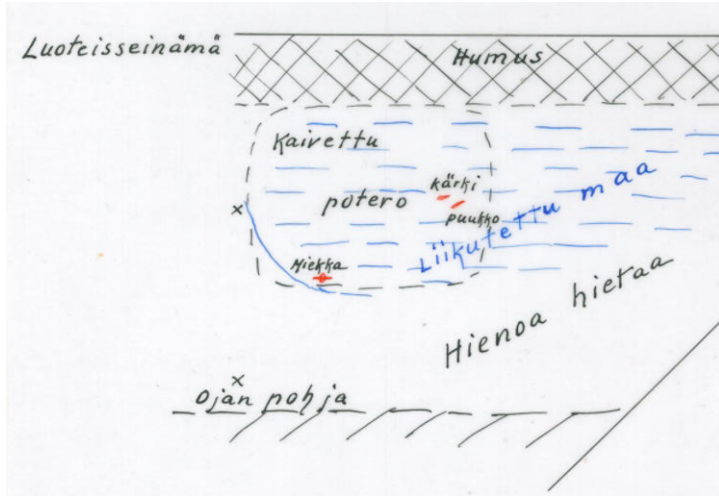 Luoteisseinämä
Humus
Kaivettu
potero
kärki
puukko
Miekka
Liikutettu maa
Hienoa hietaa
x
x
ojan pohja